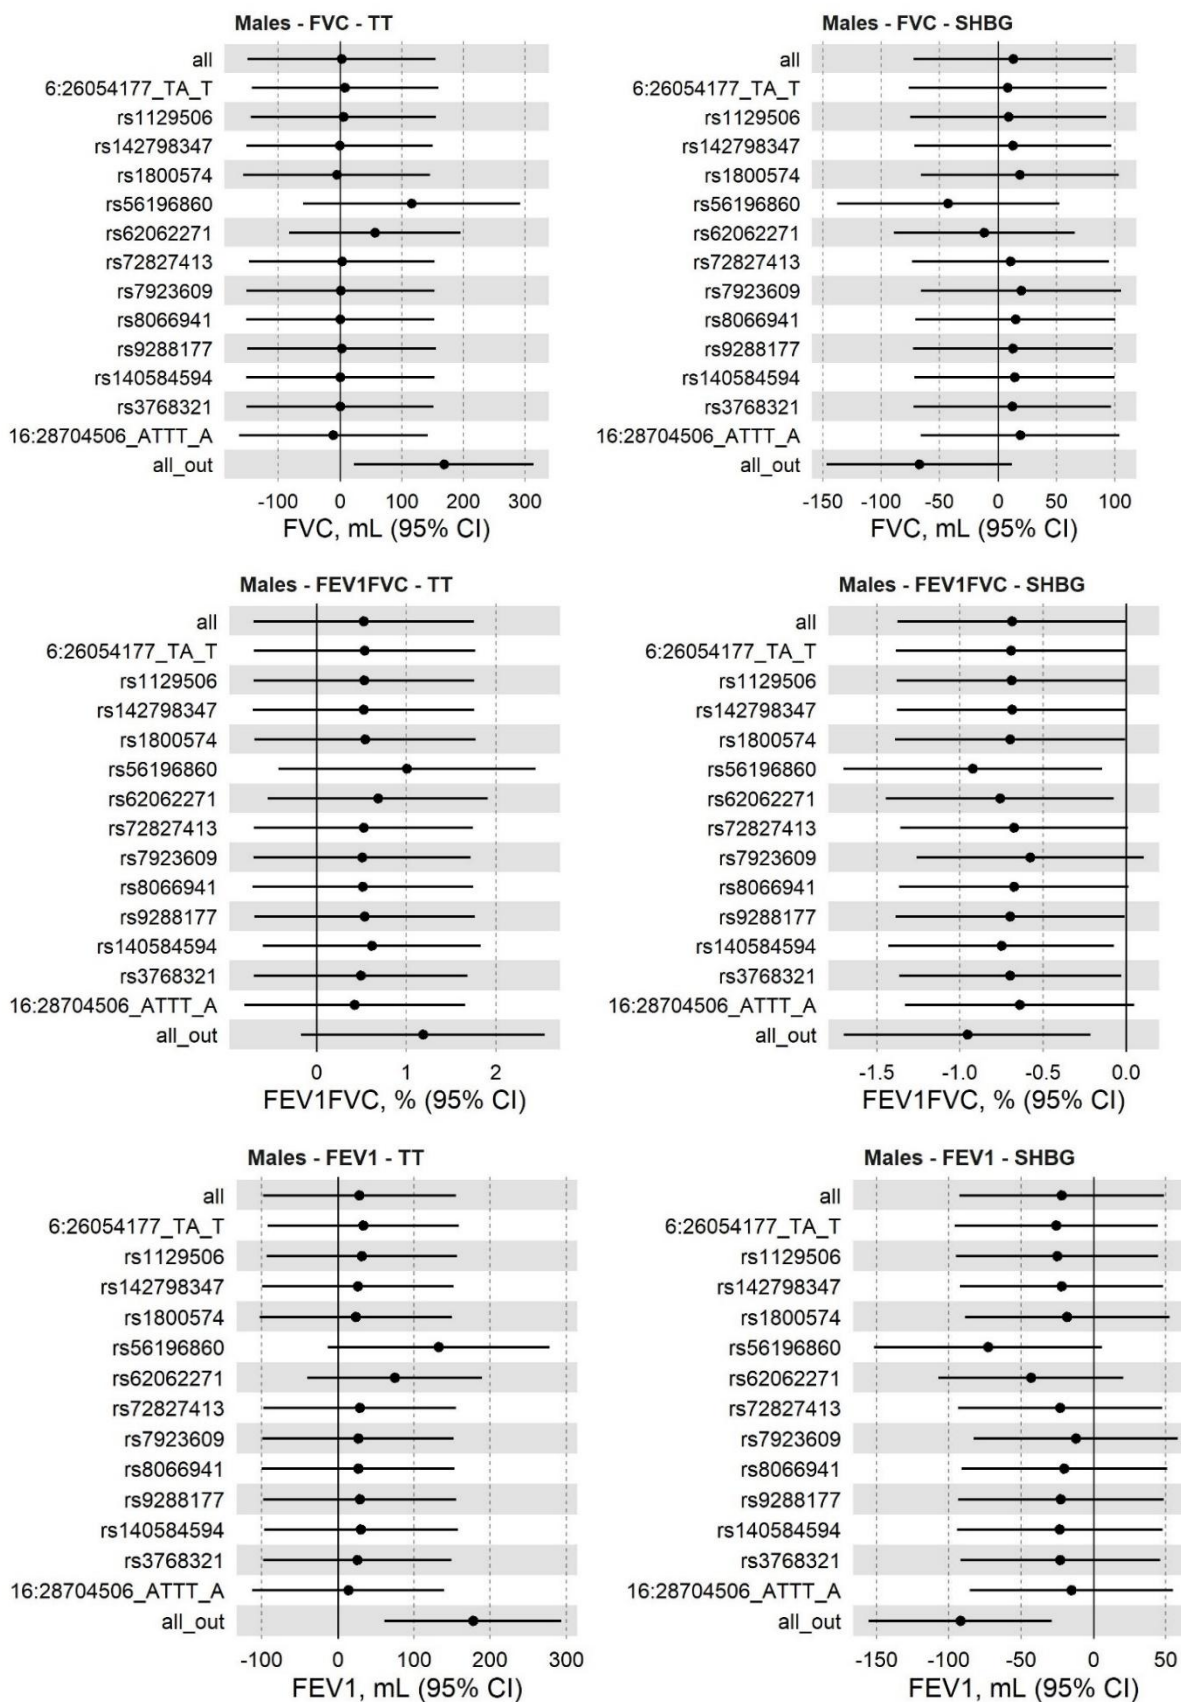 Males - FVC - TT
all
6:26054177_TA_T
rs1129506
rs142798347
rs1800574
rs56196860
rs62062271
rs72827413
rs7923609
rs8066941
rs9288177
rs140584594
rs3768321
16:28704506_ATTT_A
all_out
-100 0 100 200 300
FVC, mL (95% CI)
Males - FVC - SHBG
all
6:26054177_TA_T
rs1129506
rs142798347
rs1800574
rs56196860
rs62062271
rs72827413
rs7923609
rs8066941
rs9288177
rs140584594
rs3768321
16:28704506_ATTT_A
all_out
-150 -100 -50 0 50 100
FVC, mL (95% CI)
Males - FEV1FVC - TT
all
6:26054177_TA_T
rs1129506
rs142798347
rs1800574
rs56196860
rs62062271
rs72827413
rs7923609
rs8066941
rs9288177
rs140584594
rs3768321
16:28704506_ATTT_A
all_out
0 1 2
FEV1FVC, % (95% CI)
Males - FEV1FVC - SHBG
all
6:26054177_TA_T
rs1129506
rs142798347
rs1800574
rs56196860
rs62062271
rs72827413
rs7923609
rs8066941
rs9288177
rs140584594
rs3768321
16:28704506_ATTT_A
all_out
-1.5 -1.0 -0.5 0.0
FEV1FVC, % (95% CI)
Males - FEV1 - TT
all
6:26054177_TA_T
rs1129506
rs142798347
rs1800574
rs56196860
rs62062271
rs72827413
rs7923609
rs8066941
rs9288177
rs140584594
rs3768321
16:28704506_ATTT_A
all_out
-100 0 100 200 300
FEV1, mL (95% CI)
Males - FEV1 - SHBG
all
6:26054177_TA_T
rs1129506
rs142798347
rs1800574
rs56196860
rs62062271
rs72827413
rs7923609
rs8066941
rs9288177
rs140584594
rs3768321
16:28704506_ATTT_A
all_out
-150 -100 -50 0 50
FEV1, mL (95% CI)